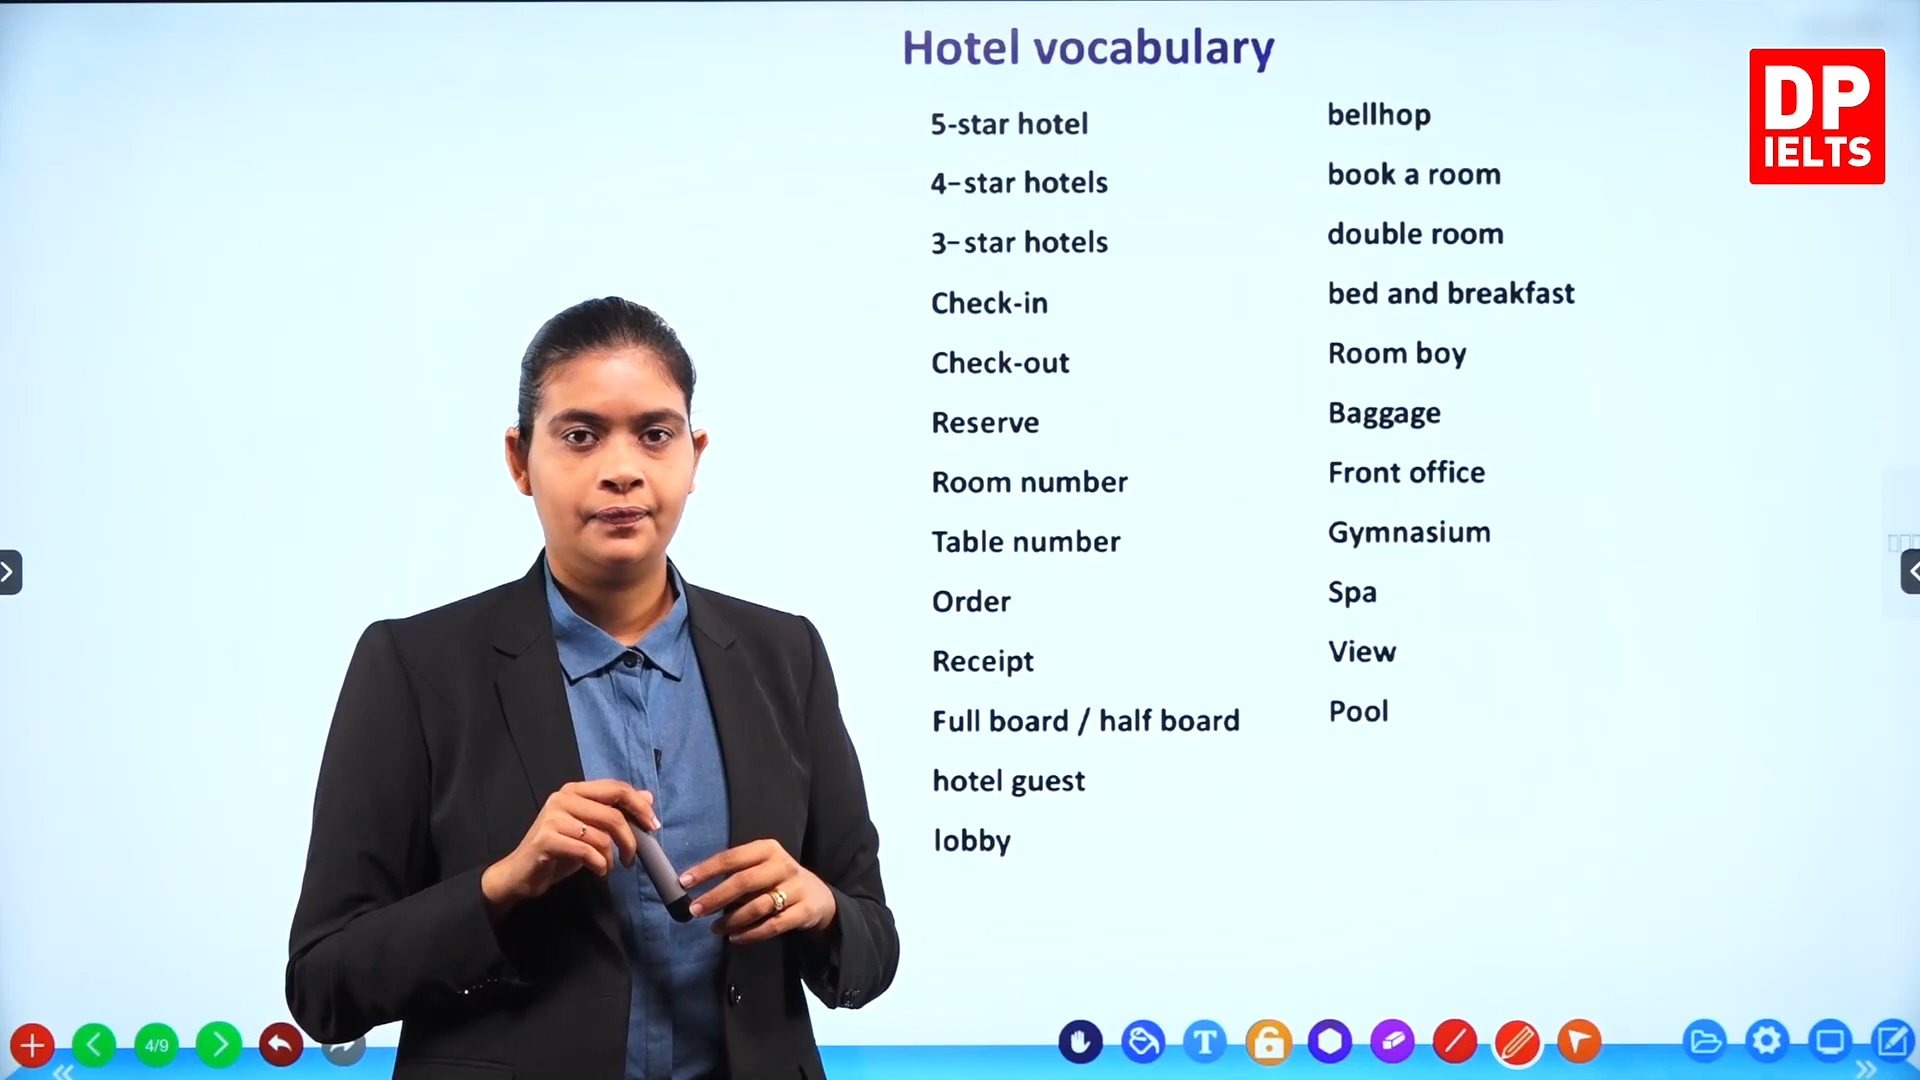 Hotel vocabulary
5-star hotel
4-star hotels
3-star hotels
Check-in
Check-out
Reserve
Room number
Table number
Order
Receipt
Full board / half board
hotel guest
lobby
bellhop
book a room
double room
bed and breakfast
Room boy
Baggage
Front office
Gymnasium
Spa
View
Pool
DP
IELTS
4/9
T